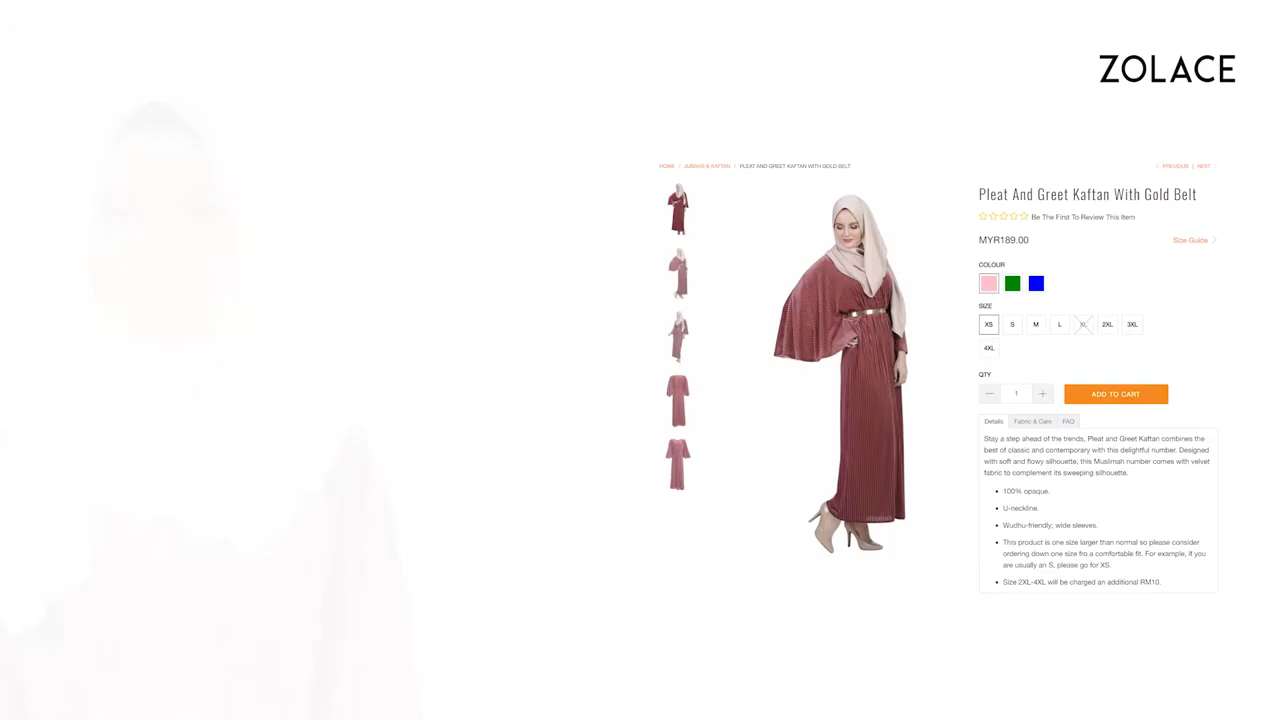 ZOLACE
HOME / JUBAHS & KAFTAN / PLEAT AND GREET KAFTAN WITH GOLD BELT
PREVIOUS | NEXT
Pleat And Greet Kaftan With Gold Belt
Be The First To Review This Item
MYR189.00
Size Guide
COLOUR
SIZE
XS S M L XL 2XL 3XL
4XL
QTY
1
ADD TO CART
Details Fabric & Care FAQ
Stay a step ahead of the trends, Pleat and Greet Kaftan combines the
best of classic and contemporary with this delightful number. Designed
with soft and flowy silhouette, this Muslimah number comes with velvet
fabric to complement its sweeping silhouette.
100% opaque.
U-neckline.
Wudhu-friendly, wide sleeves.
This product is one size larger than normal so please consider
ordering down one size fro a comfortable fit. For example, if you
are usually an S, please go for XS.
Size 2XL-4XL will be charged an additional RM10.